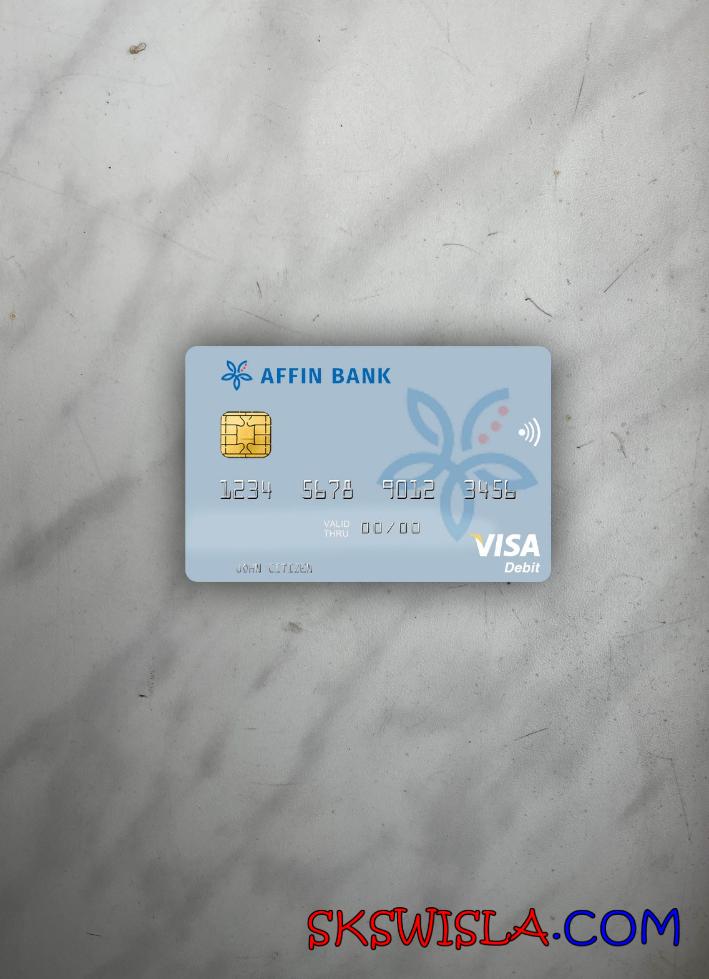 AFFIN BANK
1234 5678 9012 3456
VALID THRU 00/00
VISA
Debit
JOHN CITIZEN
SKSWISLA.COM